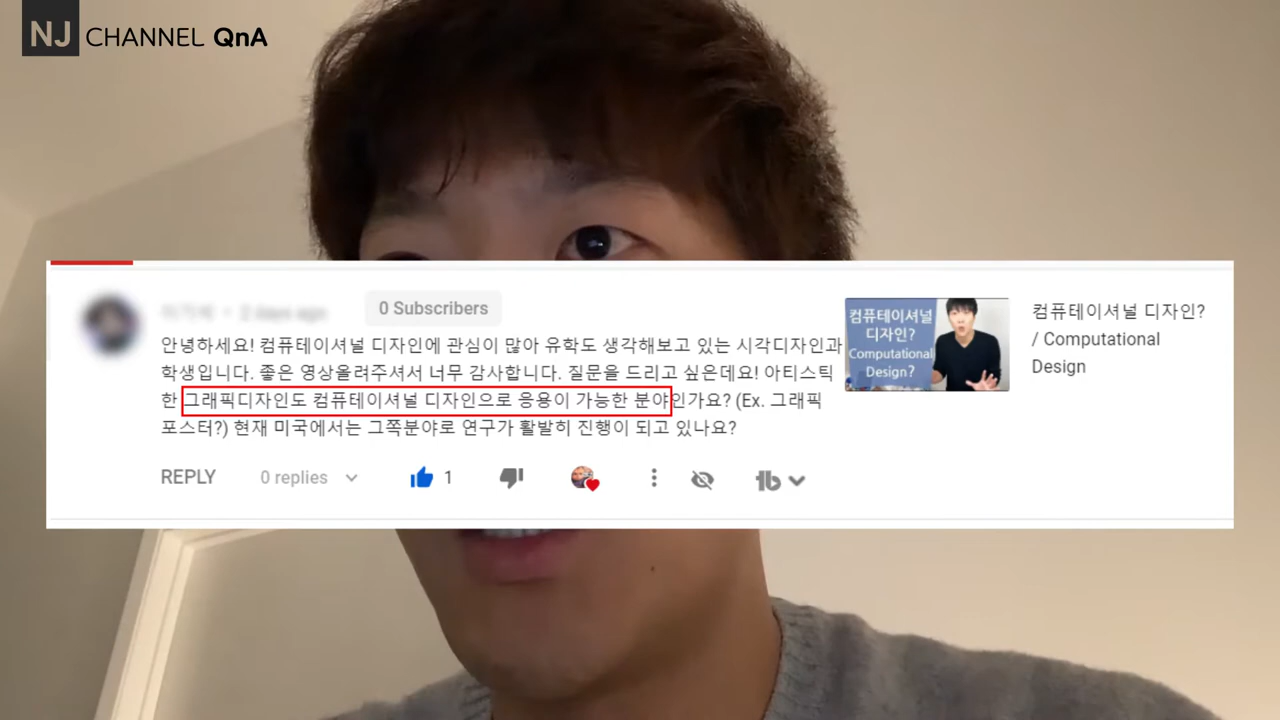 NJ CHANNEL QnA
0 Subscribers
안녕하세요! 컴퓨테이셔널 디자인에 관심이 많아 유학도 생각해보고 있는 시각디자인과
학생입니다. 좋은 영상올려주셔서 너무 감사합니다. 질문을 드리고 싶은데요! 아티스틱
한 그래픽디자인도 컴퓨테이셔널 디자인으로 응용이 가능한 분야인가요? (Ex. 그래픽
포스터?) 현재 미국에서는 그쪽분야로 연구가 활발히 진행이 되고 있나요?
REPLY 0 replies 1
컴퓨테이셔널
디자인?
Computational
Design?
컴퓨테이셔널 디자인?
/ Computational
Design